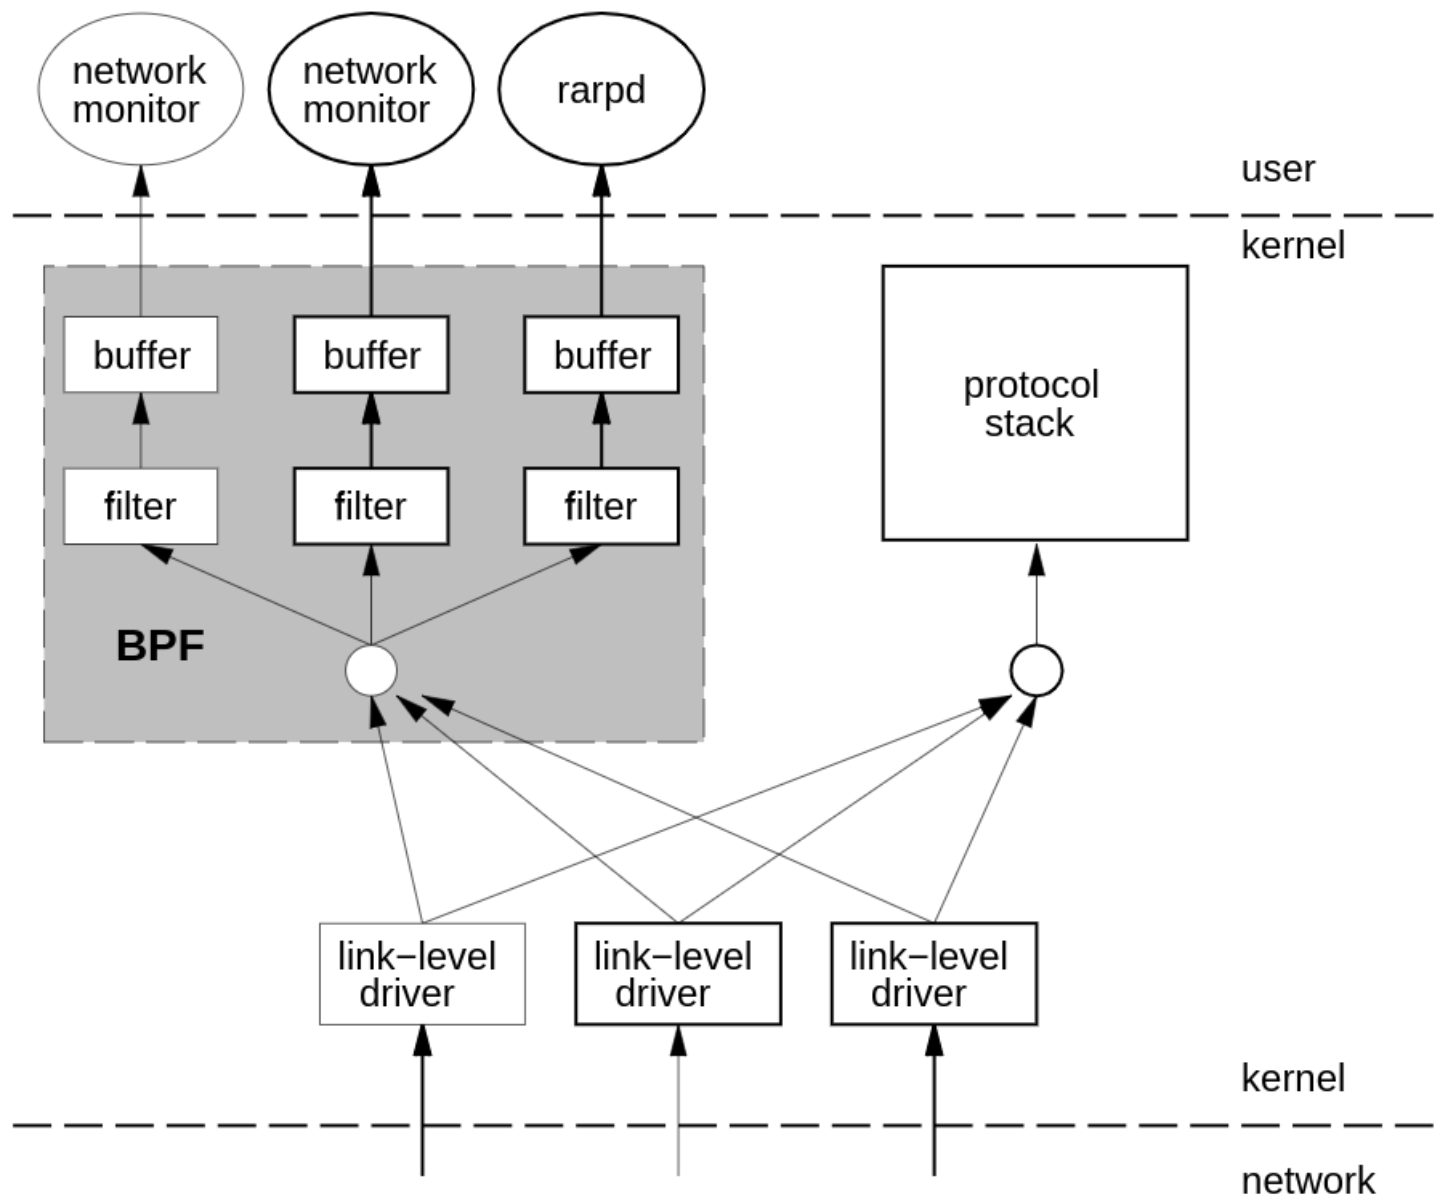 network
monitor
network
monitor
rarpd
user
kernel
buffer
buffer
buffer
protocol
stack
filter
filter
filter
BPF
link−level
driver
link−level
driver
link−level
driver
kernel
network